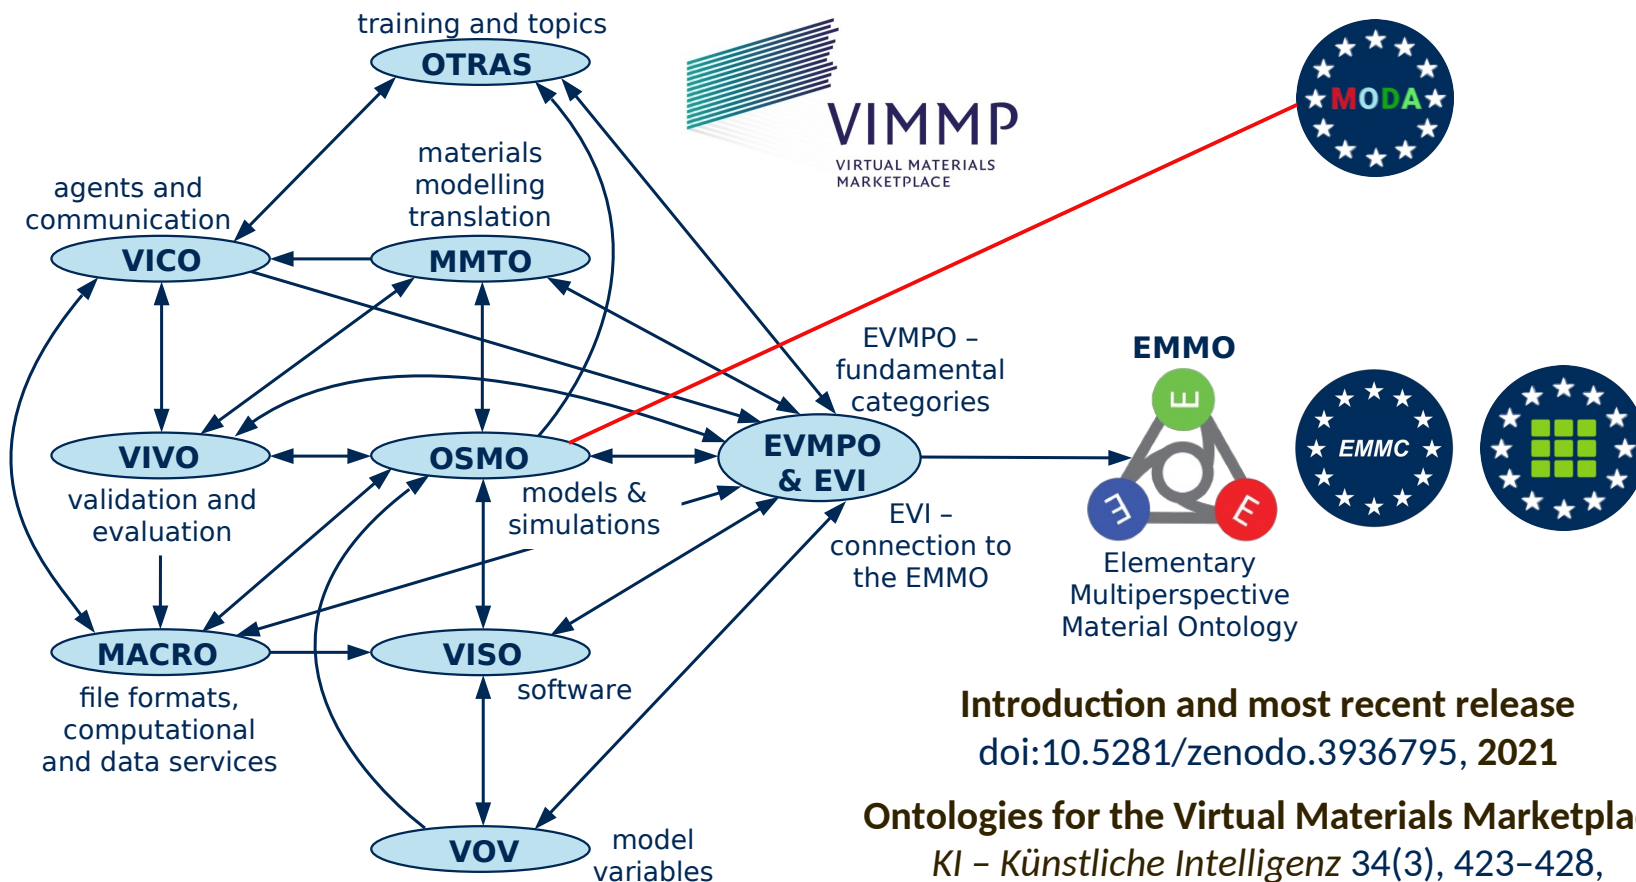 training and topics
OTRAS
VIMMP
VIRTUAL MATERIALS
MARKETPLACE
MODA
materials
modelling
translation
agents and
communication
VICO
MMTO
EVMPO –
fundamental
categories
EMMO
E
E
E
EMMC
VIVO
OSMO
EVMPO
& EVI
validation and
evaluation
models &
simulations
EVI –
connection to
the EMMO
Elementary
Multiperspective
Material Ontology
MACRO
VISO
software
file formats,
computational
and data services
VOV
model
variables
Introduction and most recent release
doi:10.5281/zenodo.3936795, 2021
Ontologies for the Virtual Materials
KI – Künstliche Intelligenz 34(3), 423–428,